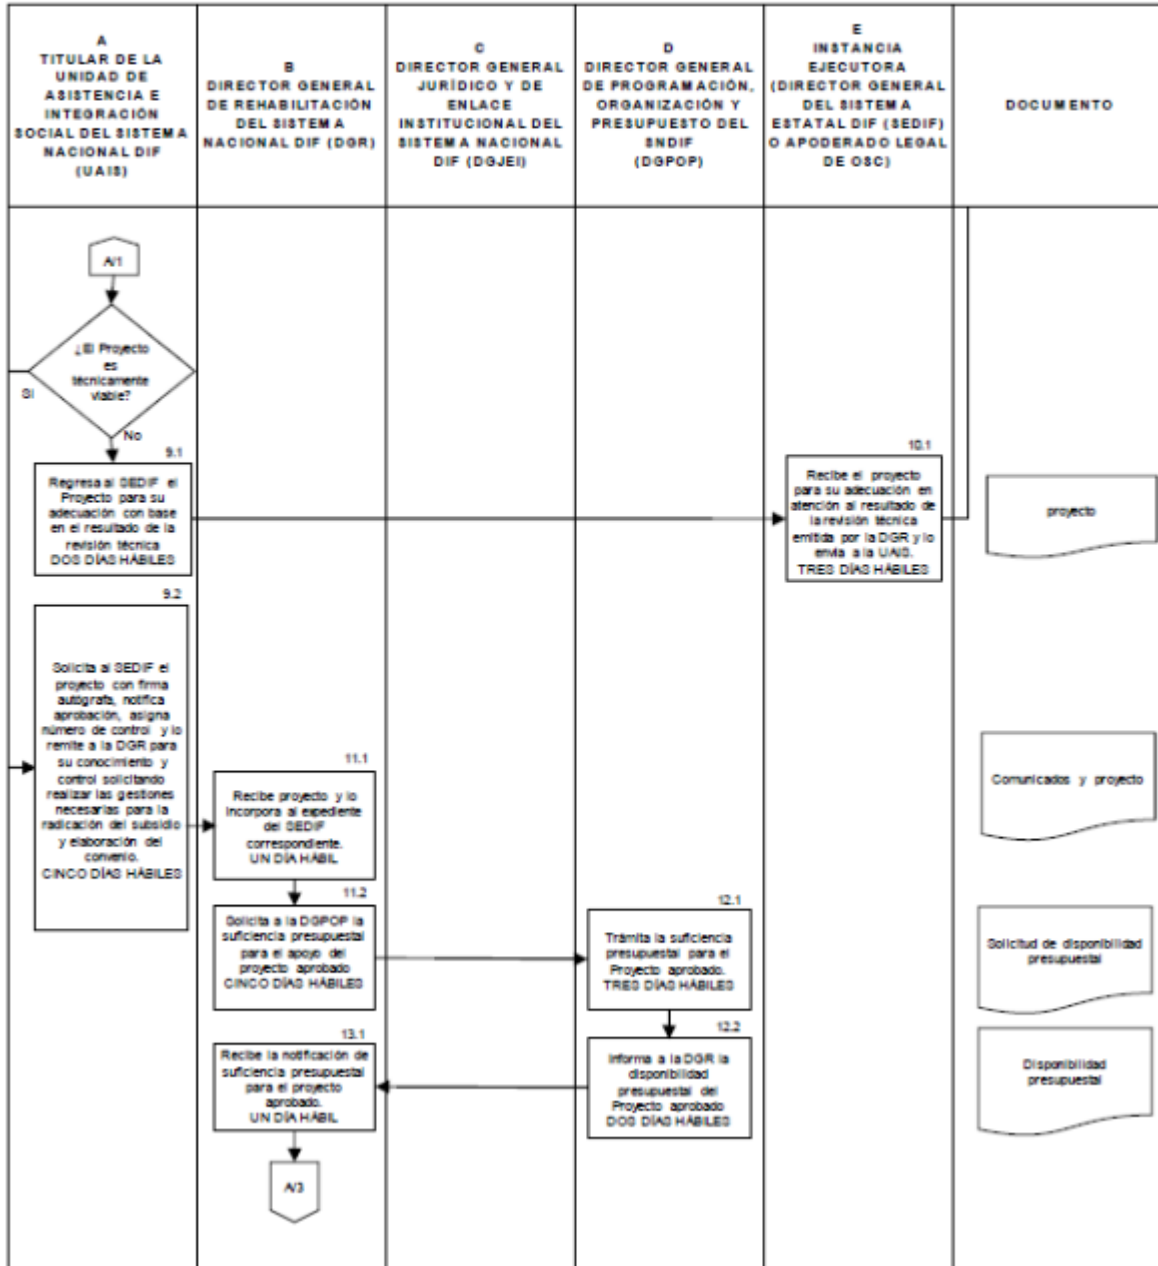 A
TITULAR DE LA
UNIDAD DE
ASISTENCIA E
INTEGRACIÓN
SOCIAL DEL SISTEMA
NACIONAL DIF
(UAIS)
B
DIRECTOR GENERAL
DE REHABILITACIÓN
DEL SISTEMA
NACIONAL DIF (DGR)
C
DIRECTOR GENERAL
JURÍDICO Y DE
ENLACE
INSTITUCIONAL DEL
SISTEMA NACIONAL
DIF (DGJEI)
D
DIRECTOR GENERAL
DE PROGRAMACIÓN,
ORGANIZACIÓN Y
PRESUPUESTO DEL
SNDIF
(DGPOP)
E
INSTANCIA
EJECUTORA
(DIRECTOR GENERAL
DEL SISTEMA
ESTATAL DIF (SEDIF)
O APODERADO LEGAL
DE OSC)
DOCUMENTO
A/1
¿El Proyecto
es
técnicamente
viable?
Si
No
9.1
Regresa al SEDIF el
Proyecto para su
adecuación con base
en el resultado de la
revisión técnica
DOS DÍAS HÁBILES
10.1
Recibe el proyecto
para su adecuación en
atención al resultado de
la revisión técnica
emitida por la DGR y lo
envía a la UAIS.
TRES DÍAS HÁBILES
proyecto
9.2
Solicita al SEDIF el
proyecto con firma
autógrafa, notifica
aprobación, asigna
número de control y lo
remite a la DGR para
su conocimiento y
control solicitando
realizar las gestiones
necesarias para la
radicación del subsidio
y elaboración del
convenio.
CINCO DÍAS HÁBILES
11.1
Recibe proyecto y lo
incorpora al expediente
del SEDIF
correspondiente.
UN DÍA HÁBIL
Comunicados y proyecto
11.2
Solicita a la DGPOP la
suficiencia presupuestal
para el apoyo del
proyecto aprobado
CINCO DÍAS HÁBILES
12.1
Trámita la suficiencia
presupuestal para el
Proyecto aprobado.
TRES DÍAS HÁBILES
Solicitud de disponibilidad
presupuestal
12.2
Informa a la DGR la
disponibilidad
presupuestal del
Proyecto aprobado
DOS DÍAS HÁBILES
13.1
Recibe la notificación de
suficiencia presupuestal
para el proyecto
aprobado.
UN DÍA HÁBIL
Disponibilidad
presupuestal
A/3